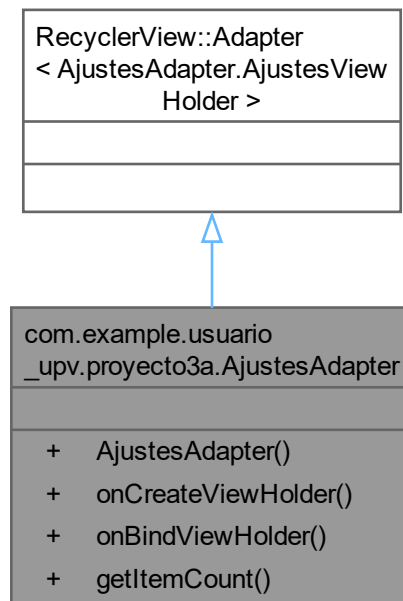 RecyclerView::Adapter
< AjustesAdapter.AjustesView
Holder >
com.example.usuario
_upv.proyecto3a.AjustesAdapter
+ AjustesAdapter()
+ onCreateViewHolder()
+ onBindViewHolder()
+ getItemCount()